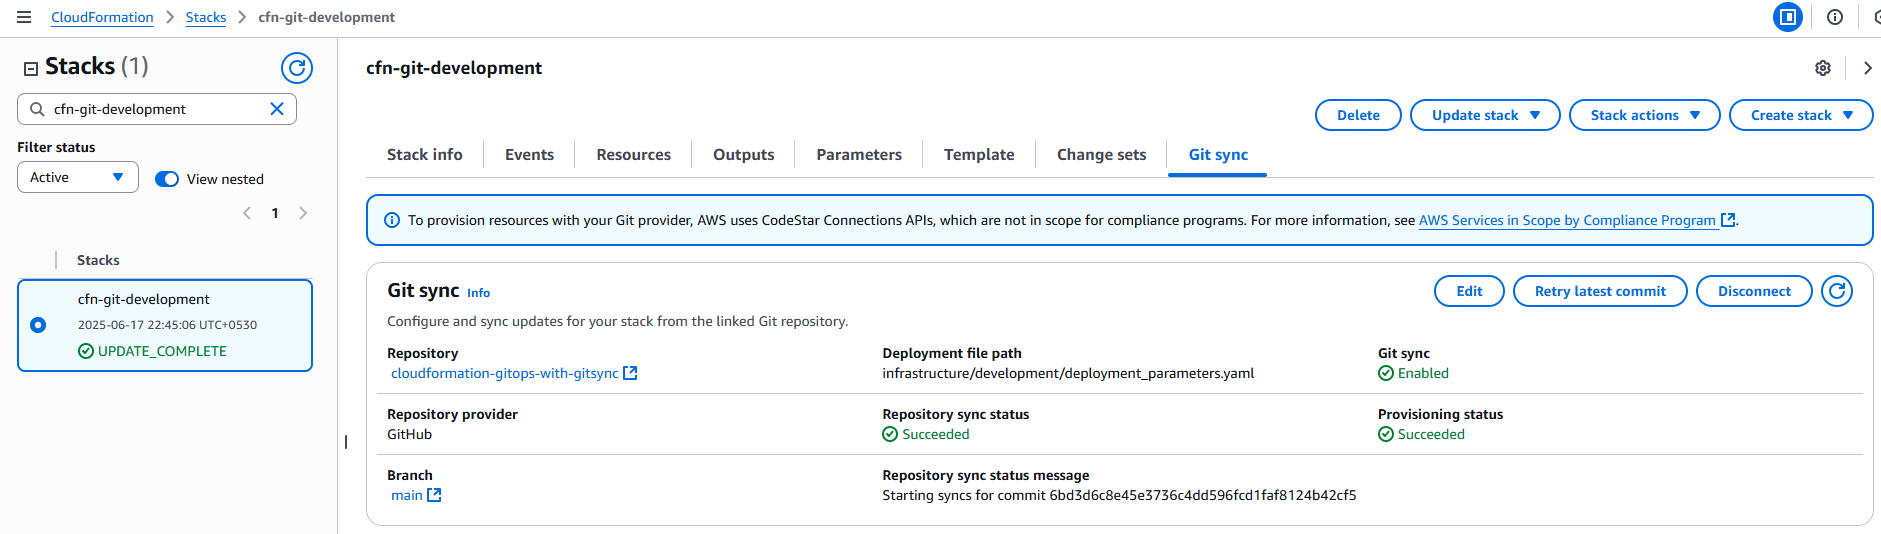 CloudFormation > Stacks > cfn-git-development
Stacks (1)
cfn-git-development
Filter status
Active
View nested
1
Stacks
cfn-git-development
2025-06-17 22:45:06 UTC+0530
UPDATE_COMPLETE
cfn-git-development
Delete Update stack Stack actions Create stack
Stack info Events Resources Outputs Parameters Template Change sets Git sync
To provision resources with your Git provider, AWS uses CodeStar Connections APIs, which are not in scope for compliance programs. For more information, see AWS Services in Scope by Compliance Program.
Git sync Info
Edit Retry latest commit Disconnect
Configure and sync updates for your stack from the linked Git repository.
Repository Deployment file path Git sync
cloudformation-gitops-with-gitsync infrastructure/development/deployment_parameters.yaml Enabled
Repository provider Repository sync status Provisioning status
GitHub Succeeded Succeeded
Branch Repository sync status message
main Starting syncs for commit 6bd3d6c8e45e3736c4dd596fcd1faf8124b42cf5